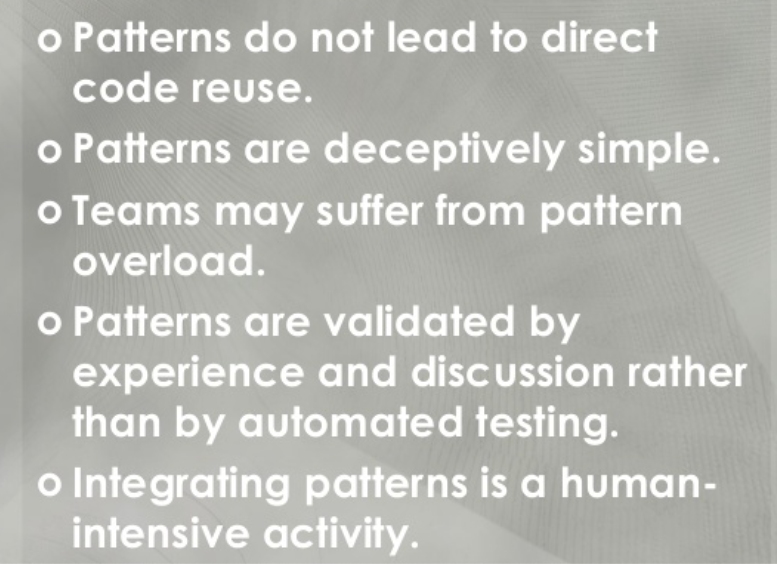 o Patterns do not lead to direct
code reuse.
o Patterns are deceptively simple.
o Teams may suffer from pattern
overload.
o Patterns are validated by
experience and discussion rather
than by automated testing.
o Integrating patterns is a human-
intensive activity.